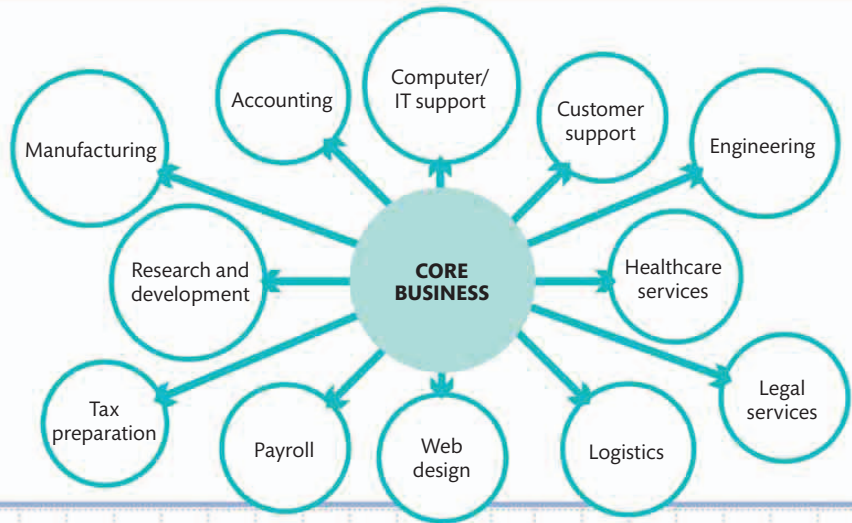 Computer/
IT support
Accounting
Customer
support
Manufacturing
Engineering
Research and
development
CORE
BUSINESS
Healthcare
services
Tax
preparation
Payroll
Web
design
Logistics
Legal
services